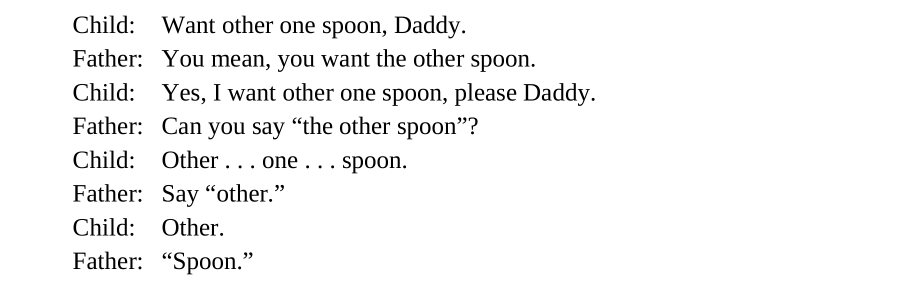 Child: Want other one spoon, Daddy.
Father: You mean, you want the other spoon.
Child: Yes, I want other one spoon, please Daddy.
Father: Can you say “the other spoon”?
Child: Other . . . one . . . spoon.
Father: Say “other.”
Child: Other.
Father: “Spoon.”